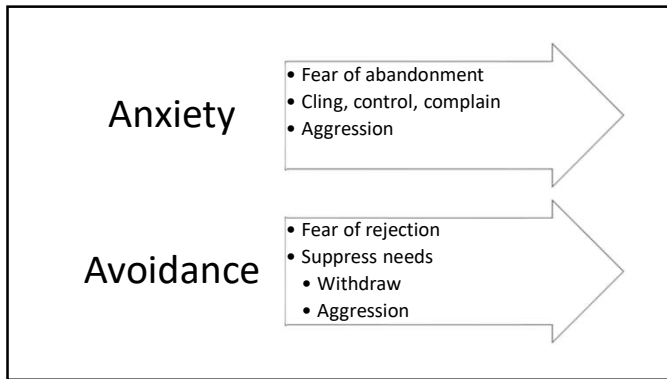 Anxiety
• Fear of abandonment
• Cling, control, complain
• Aggression
Avoidance
• Fear of rejection
• Suppress needs
• Withdraw
• Aggression